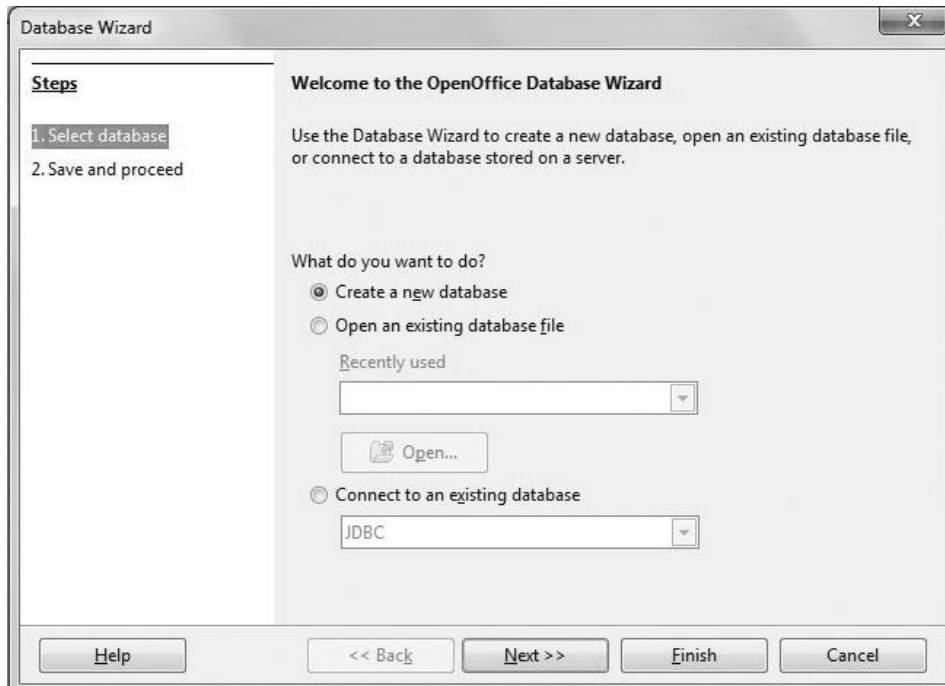 Database Wizard
Steps
1. Select database
2. Save and proceed
Welcome to the OpenOffice Database Wizard
Use the Database Wizard to create a new database, open an existing database file,
or connect to a database stored on a server.
What do you want to do?
Create a new database
Open an existing database file
Recently used
Open...
Connect to an existing database
JDBC
Help
<< Back
Next >>
Finish
Cancel